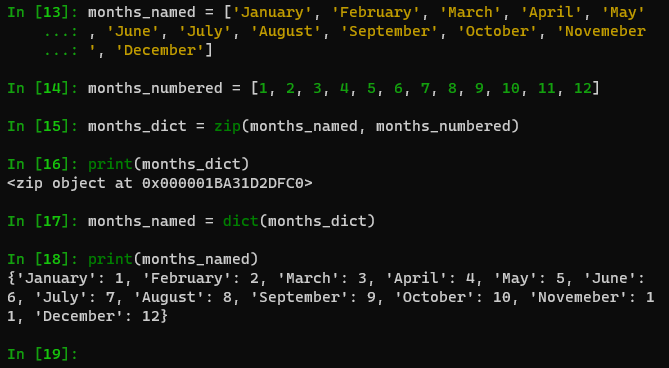 In [13]: months_named = ['January', 'February', 'March', 'April', 'May'
...: , 'June', 'July', 'August', 'September', 'October', 'Novemeber
...: ', 'December']
In [14]: months_numbered = [1, 2, 3, 4, 5, 6, 7, 8, 9, 10, 11, 12]
In [15]: months_dict = zip(months_named, months_numbered)
In [16]: print(months_dict)
<zip object at 0x000001BA31D2DFC0>
In [17]: months_named = dict(months_dict)
In [18]: print(months_named)
{'January': 1, 'February': 2, 'March': 3, 'April': 4, 'May': 5, 'June':
6, 'July': 7, 'August': 8, 'September': 9, 'October': 10, 'Novemeber': 1
1, 'December': 12}
In [19]: